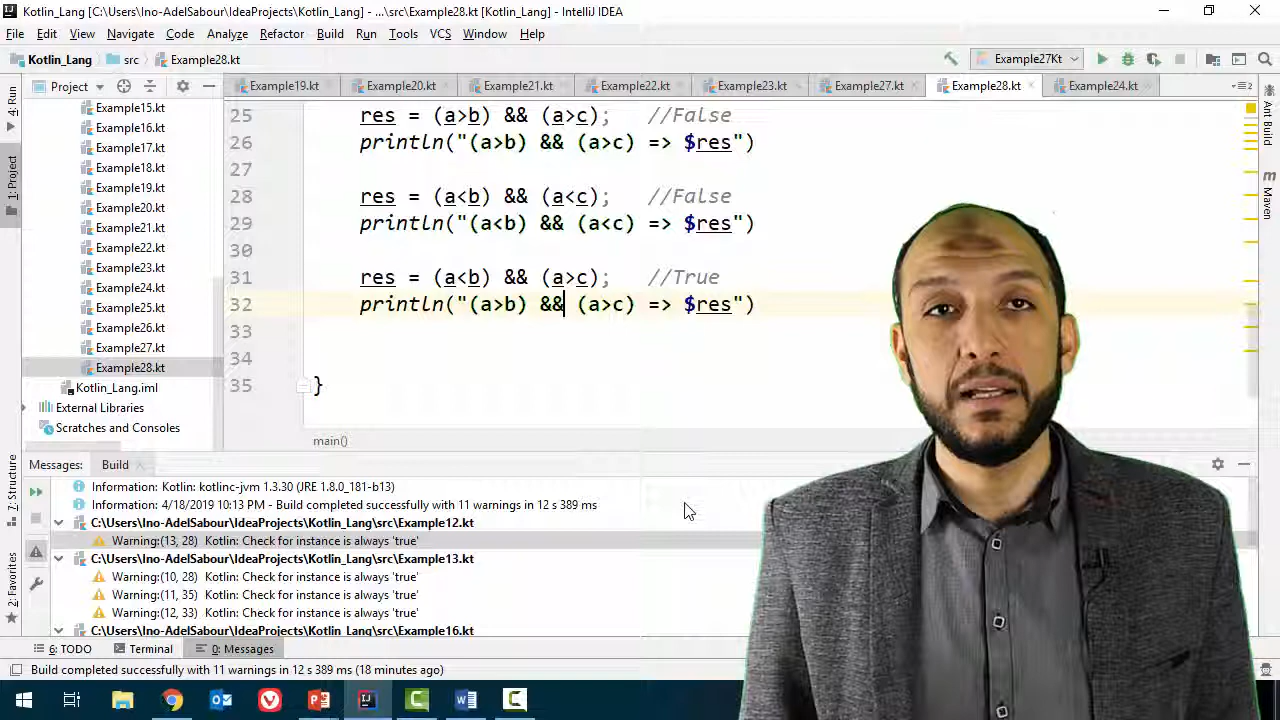 Kotlin_Lang [C:\Users\Ino-AdelSabour\IdeaProjects\Kotlin_Lang] - ...\src\Example28.kt [Kotlin_Lang] - IntelliJ IDEA
File Edit View Navigate Code Analyze Refactor Build Run Tools VCS Window Help
Kotlin_Lang src Example28.kt Example27Kt
Project Example19.kt Example20.kt Example21.kt Example22.kt Example23.kt Example27.kt Example28.kt Example24.kt
4: Run
1: Project
7: Structure
2: Favorites
Ant Build
Maven
Example15.kt
Example16.kt
Example17.kt
Example18.kt
Example19.kt
Example20.kt
Example21.kt
Example22.kt
Example23.kt
Example24.kt
Example25.kt
Example26.kt
Example27.kt
Example28.kt
Kotlin_Lang.iml
External Libraries
Scratches and Consoles
25 res = (a>b) && (a>c); //False
26 println("(a>b) && (a>c) => $res")
27
28 res = (a<b) && (a<c); //False
29 println("(a<b) && (a<c) => $res")
30
31 res = (a<b) && (a>c); //True
32 println("(a>b) && (a>c) => $res")
33
34
35 }
main()
Messages: Build
Information: Kotlin: kotlinc-jvm 1.3.30 (JRE 1.8.0_181-b13)
Information: 4/18/2019 10:13 PM - Build completed successfully with 11 warnings in 12 s 389 ms
C:\Users\Ino-AdelSabour\IdeaProjects\Kotlin_Lang\src\Example12.kt
Warning:(13, 28) Kotlin: Check for instance is always 'true'
C:\Users\Ino-AdelSabour\IdeaProjects\Kotlin_Lang\src\Example13.kt
Warning:(10, 28) Kotlin: Check for instance is always 'true'
Warning:(11, 35) Kotlin: Check for instance is always 'true'
Warning:(12, 33) Kotlin: Check for instance is always 'true'
C:\Users\Ino-AdelSabour\IdeaProjects\Kotlin_Lang\src\Example16.kt
6: TODO Terminal 0: Messages
Build completed successfully with 11 warnings in 12 s 389 ms (18 minutes ago)